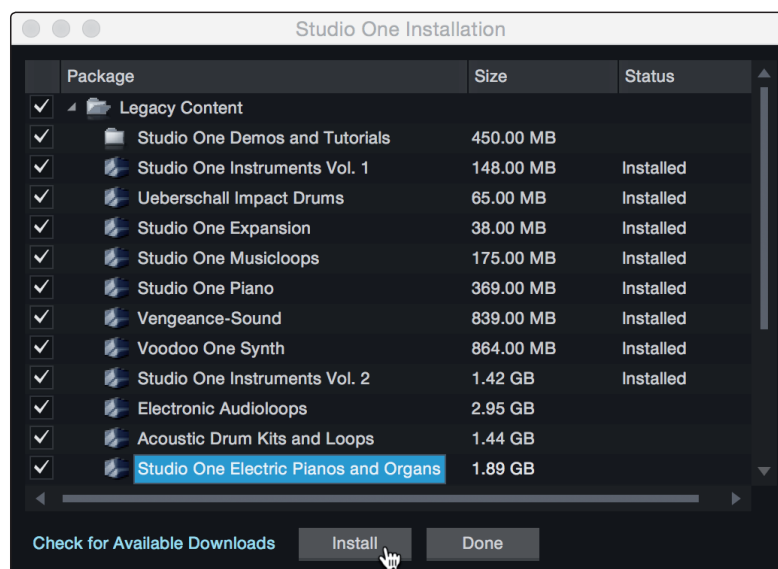 Studio One Installation
Package Size Status
Legacy Content
Studio One Demos and Tutorials 450.00 MB
Studio One Instruments Vol. 1 148.00 MB Installed
Ueberschall Impact Drums 65.00 MB Installed
Studio One Expansion 38.00 MB Installed
Studio One Musicloops 175.00 MB Installed
Studio One Piano 369.00 MB Installed
Vengeance-Sound 839.00 MB Installed
Voodoo One Synth 864.00 MB Installed
Studio One Instruments Vol. 2 1.42 GB Installed
Electronic Audioloops 2.95 GB
Acoustic Drum Kits and Loops 1.44 GB
Studio One Electric Pianos and Organs 1.89 GB
Check for Available Downloads Install Done